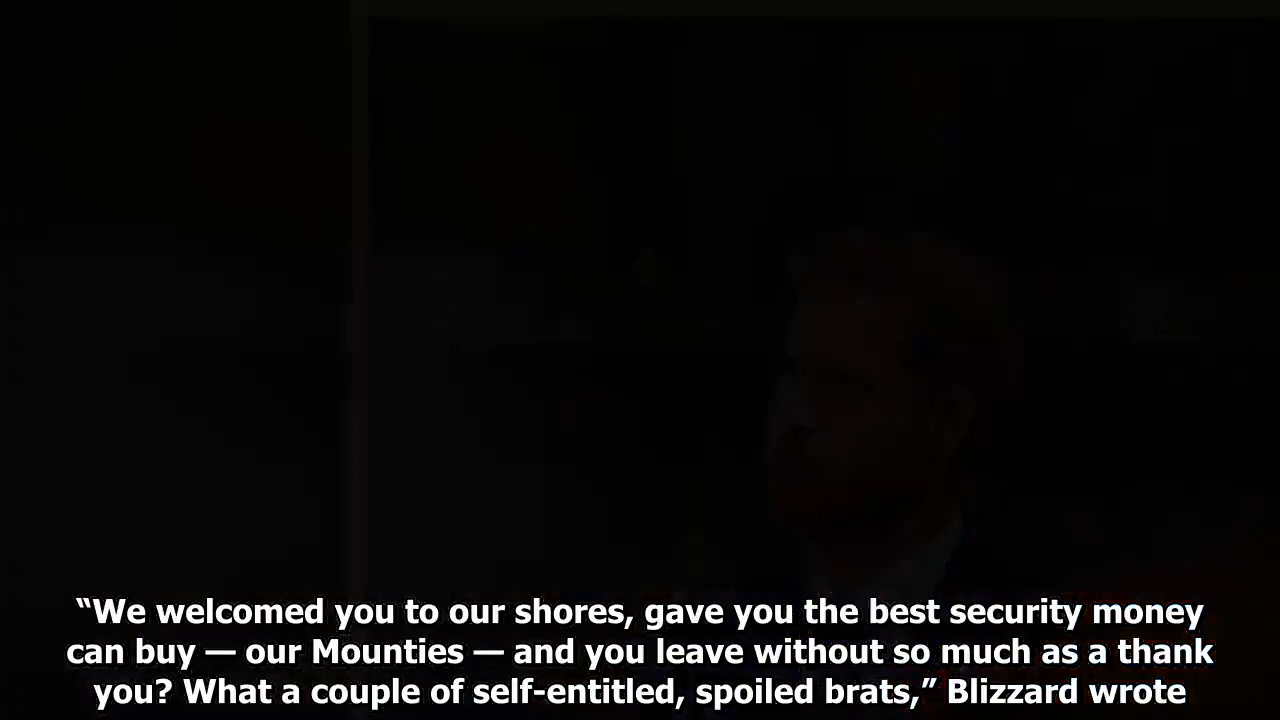 “We welcomed you to our shores, gave you the best security money
can buy — our Mounties — and you leave without so much as a thank
you? What a couple of self-entitled, spoiled brats,” Blizzard wrote